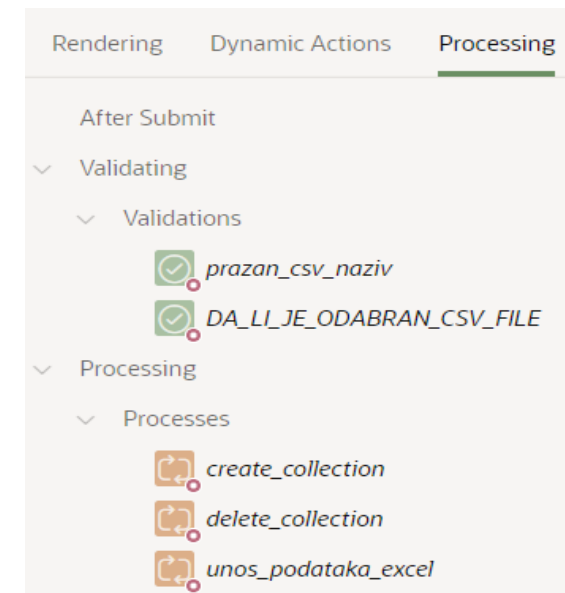 Rendering Dynamic Actions Processing
After Submit
Validating
Validations
prazan_csv_naziv
DA_LI_JE_ODABRAN_CSV_FILE
Processing
Processes
create_collection
delete_collection
unos_podataka_excel